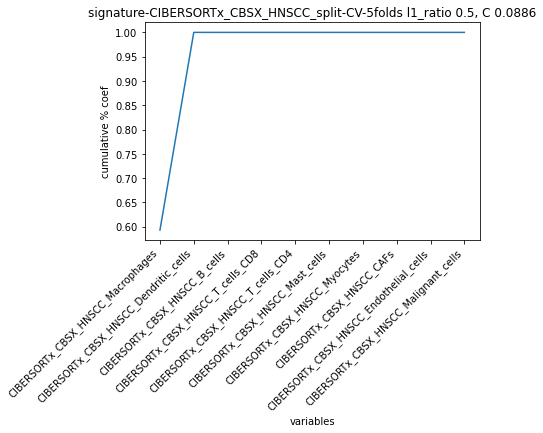 signature-CIBERSORTx_CBSX_HNSCC_split-CV-5folds l1_ratio 0.5, C 0.0886
1.00
0.95
0.90
0.85
0.80
0.75
0.70
0.65
0.60
cumulative % coef
CIBERSORTx_CBSX_HNSCC_Macrophages
CIBERSORTx_CBSX_HNSCC_Dendritic_cells
CIBERSORTx_CBSX_HNSCC_B_cells
CIBERSORTx_CBSX_HNSCC_T_cells_CD8
CIBERSORTx_CBSX_HNSCC_T_cells_CD4
CIBERSORTx_CBSX_HNSCC_Mast_cells
CIBERSORTx_CBSX_HNSCC_Myocytes
CIBERSORTx_CBSX_HNSCC_CAFs
CIBERSORTx_CBSX_HNSCC_Endothelial_cells
CIBERSORTx_CBSX_HNSCC_Malignant_cells
variables